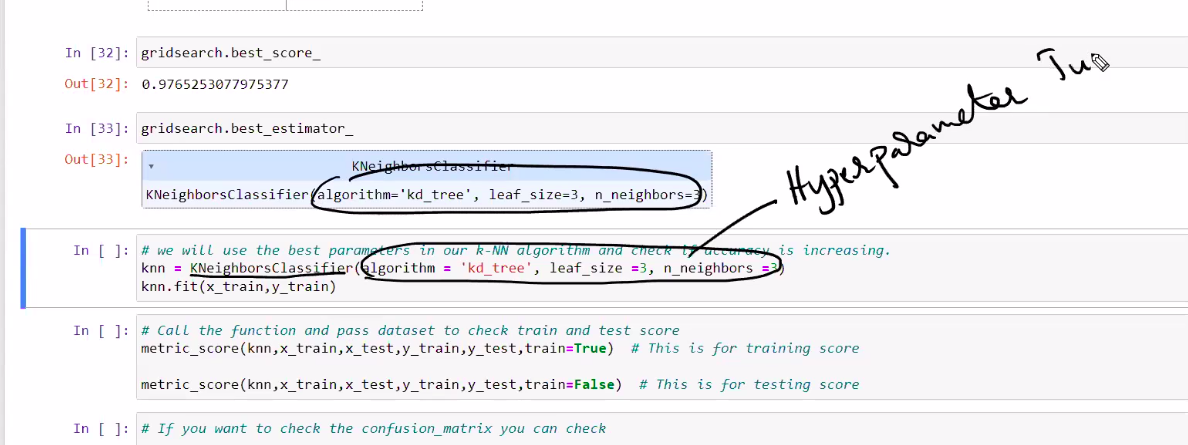 In [32]: gridsearch.best_score_
Out[32]: 0.9765253077975377
In [33]: gridsearch.best_estimator_
Out[33]:
KNeighborsClassifier
KNeighborsClassifier(algorithm='kd_tree', leaf_size=3, n_neighbors=3)
Hyperparameter Tu
In [ ]: # we will use the best parameters in our k-NN algorithm and check if accuracy is increasing.
knn = KNeighborsClassifier(algorithm = 'kd_tree', leaf_size =3, n_neighbors =3)
knn.fit(x_train,y_train)
In [ ]: # Call the function and pass dataset to check train and test score
metric_score(knn,x_train,x_test,y_train,y_test,train=True)  # This is for training score
metric_score(knn,x_train,x_test,y_train,y_test,train=False)  # This is for testing score
In [ ]: # If you want to check the confusion_matrix you can check